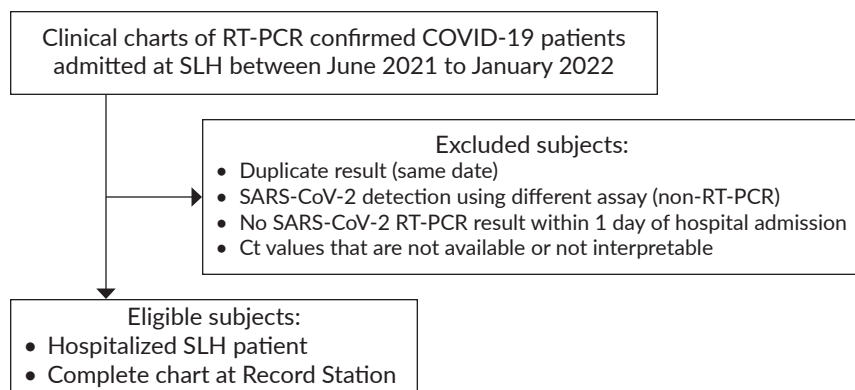 Clinical charts of RT-PCR confirmed COVID-19 patients
admitted at SLH between June 2021 to January 2022
Excluded subjects:
• Duplicate result (same date)
• SARS-CoV-2 detection using different assay (non-RT-PCR)
• No SARS-CoV-2 RT-PCR result within 1 day of hospital admission
• Ct values that are not available or not interpretable
Eligible subjects:
• Hospitalized SLH patient
• Complete chart at Record Station